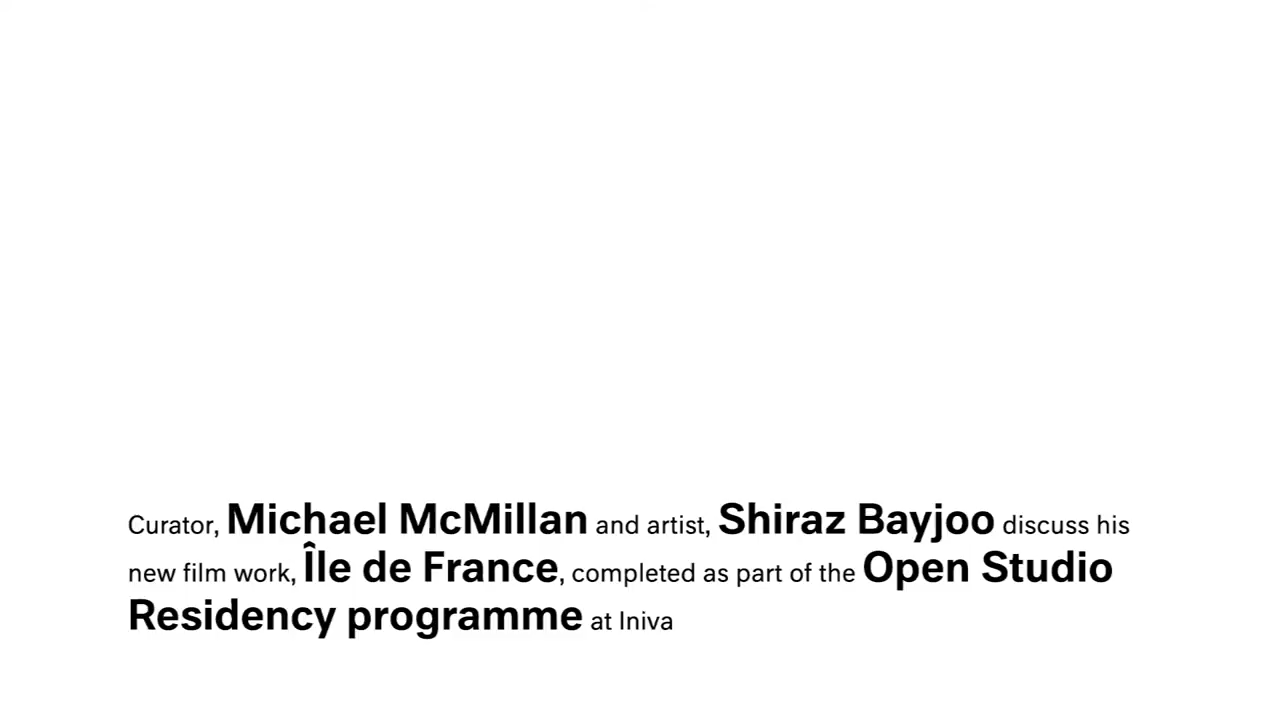 Curator, Michael McMillan and artist, Shiraz Bayjoo discuss his
new film work, Île de France, completed as part of the Open Studio
Residency programme at Iniva